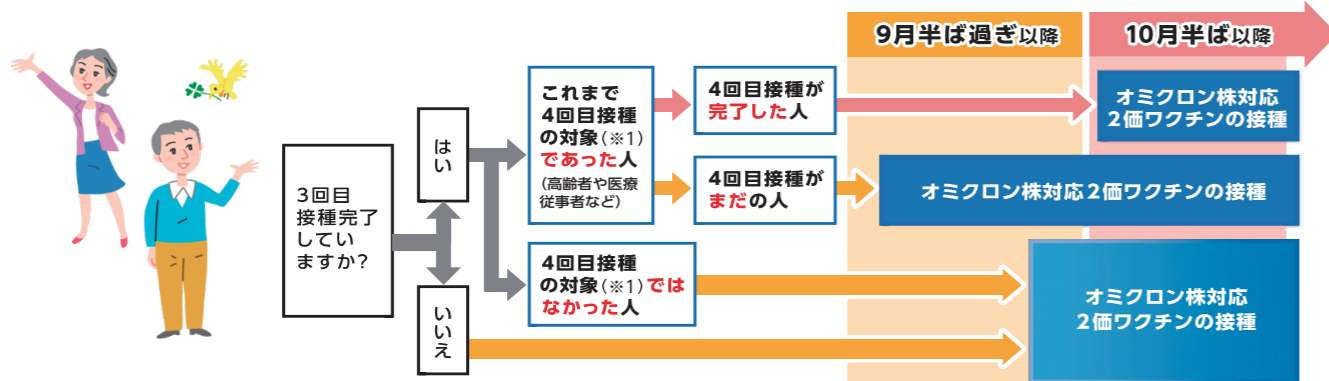 9月半ば過ぎ以降
10月半ば以降
3回目
接種完了
してい
ますか?
はい
いいえ
これまで
4回目接種
の対象(※1)
であった人
(高齢者や医療
従事者など)
4回目接種が
完了した人
オミクロン株対応
2価ワクチンの接種
4回目接種が
まだの人
オミクロン株対応2価ワクチンの接種
4回目接種
の対象(※1)では
なかった人
オミクロン株対応
2価ワクチンの接種